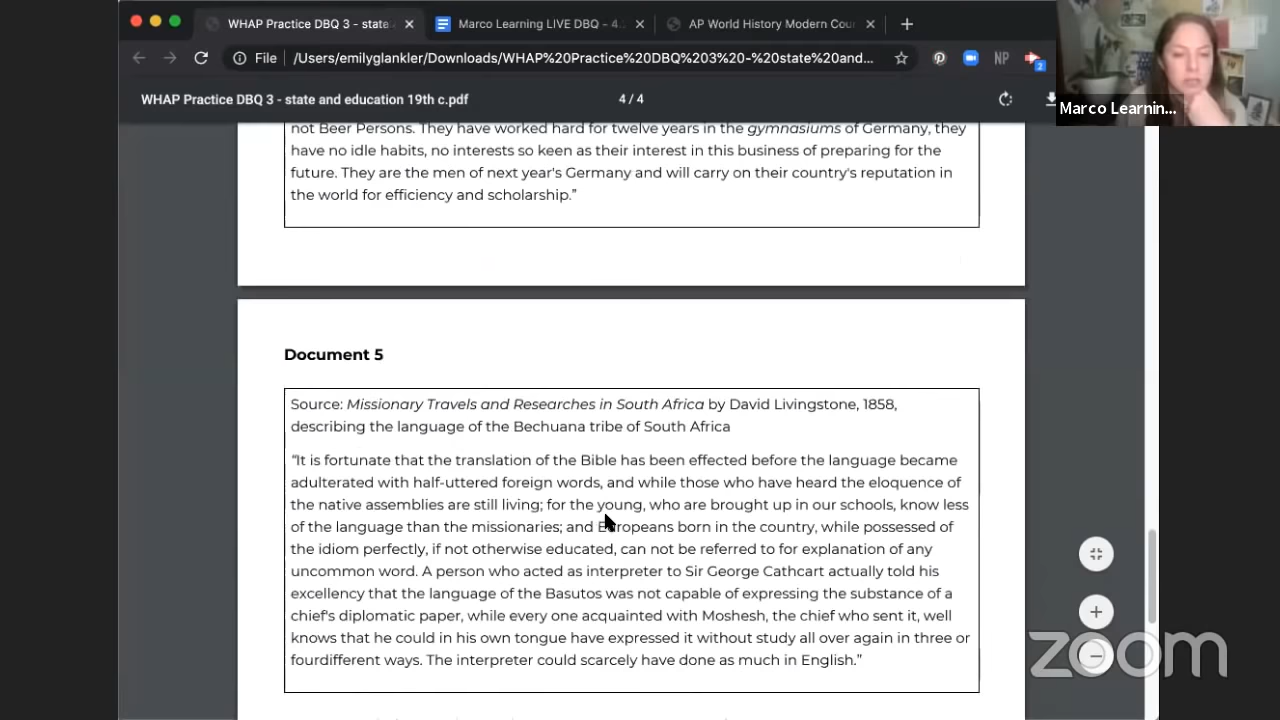 WHAP Practice DBQ 3 - state
Marco Learning LIVE DBQ - 4
AP World History Modern Cou
File
/Users/emilyglankler/Downloads/WHAP%20Practice%20DBQ%203%20-%20state%20and...
NP
2
WHAP Practice DBQ 3 - state and education 19th c.pdf
4 / 4
Marco Learnin...
not Beer Persons. They have worked hard for twelve years in the gymnasiums of Germany, they
have no idle habits, no interests so keen as their interest in this business of preparing for the
future. They are the men of next year's Germany and will carry on their country's reputation in
the world for efficiency and scholarship.”
Document 5
Source: Missionary Travels and Researches in South Africa by David Livingstone, 1858,
describing the language of the Bechuana tribe of South Africa
“It is fortunate that the translation of the Bible has been effected before the language became
adulterated with half-uttered foreign words, and while those who have heard the eloquence of
the native assemblies are still living; for the young, who are brought up in our schools, know less
of the language than the missionaries; and Europeans born in the country, while possessed of
the idiom perfectly, if not otherwise educated, can not be referred to for explanation of any
uncommon word. A person who acted as interpreter to Sir George Cathcart actually told his
excellency that the language of the Basutos was not capable of expressing the substance of a
chief's diplomatic paper, while every one acquainted with Moshesh, the chief who sent it, well
knows that he could in his own tongue have expressed it without study all over again in three or
fourdifferent ways. The interpreter could scarcely have done as much in English.”
zoom